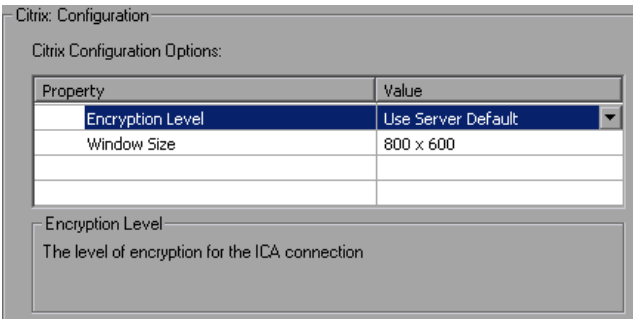 Citrix: Configuration
Citrix Configuration Options:
Property Value
Encryption Level Use Server Default
Window Size 800 x 600
Encryption Level
The level of encryption for the ICA connection